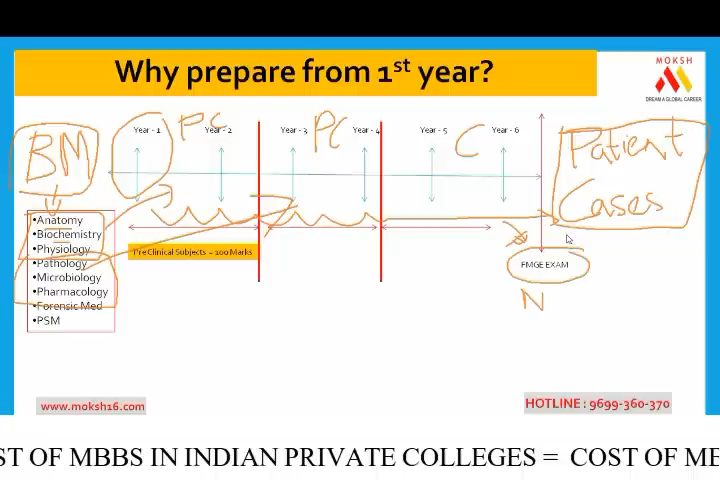 Why prepare from 1st year?
MOKSH
DREAM A GLOBAL CAREER
BM
PC
PC
C
Patient
Cases
Year - 1
Year - 2
Year - 3
Year - 4
Year - 5
Year - 6
•Anatomy
•Biochemistry
•Physiology
•Pathology
•Microbiology
•Pharmacology
•Forensic Med
•PSM
Pre Clinical Subjects = 100 Marks
FMGE EXAM
N
www.moksh16.com
HOTLINE : 9699-360-370
ST OF MBBS IN INDIAN PRIVATE COLLEGES = COST OF ME